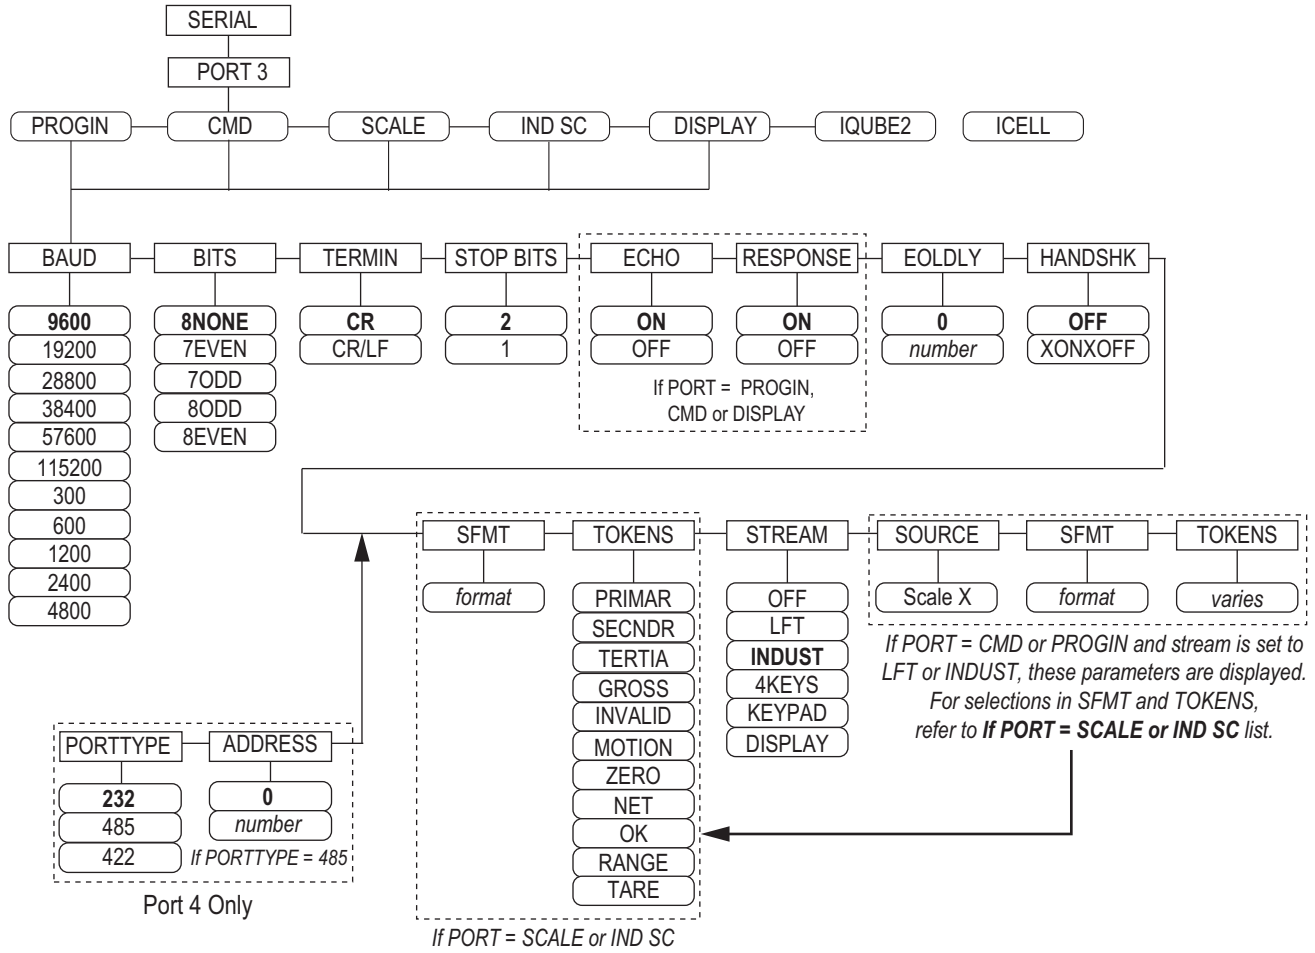 SERIAL
PORT 3
PROGIN CMD SCALE IND SC DISPLAY IQUBE2 ICELL
BAUD BITS TERMIN STOP BITS ECHO RESPONSE EOLDLY HANDSHK
9600 8NONE CR 2 ON ON 0 OFF
19200 7EVEN CR/LF 1 OFF OFF number XONXOFF
28800 7ODD
38400 8ODD
57600 8EVEN
115200
300
600
1200
2400
4800
If PORT = PROGIN,
CMD or DISPLAY
SFMT TOKENS STREAM SOURCE SFMT TOKENS
format PRIMAR OFF Scale X format varies
SECNDR LFT
TERTIA INDUST
GROSS 4KEYS
INVALID KEYPAD
MOTION DISPLAY
ZERO
NET
OK
RANGE
TARE
If PORT = SCALE or IND SC
If PORT = CMD or PROGIN and stream is set to
LFT or INDUST, these parameters are displayed.
For selections in SFMT and TOKENS,
refer to If PORT = SCALE or IND SC list.
PORTTYPE ADDRESS
232 0
485 number
422 If PORTTYPE = 485
Port 4 Only